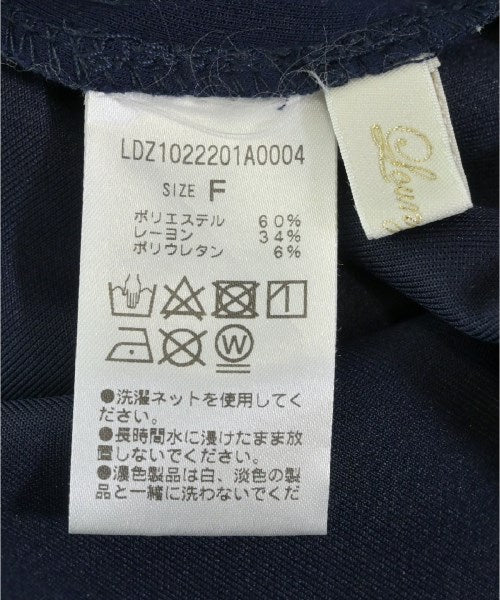 LDZ1022201A0004
SIZE F
ポリエステル 60%
レーヨン 34%
ポリウレタン 6%
W
●洗濯ネットを使用してく
ださい。
●長時間水に浸けたまま放
置しないでください。
●濃色製品は白、淡色の製
品と一緒に洗わないでくだ